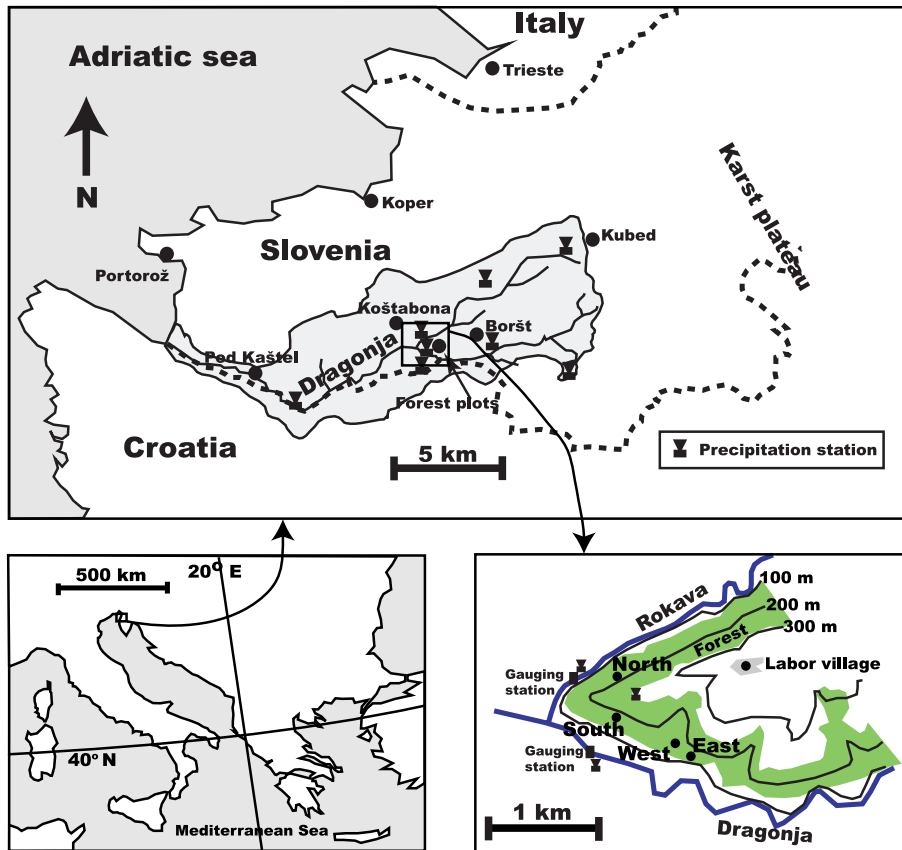 Italy
Adriatic sea
Trieste
N
Karst plateau
Koper
Slovenia
Kubed
Portorož
Koštabona
Boršt
Pod Kaštel
Dragonja
Forest plots
Croatia
5 km
Precipitation station
500 km
20° E
40° N
Mediterranean Sea
100 m
200 m
300 m
Rokava
Forest
North
Labor village
Gauging
station
South
West
East
Gauging
station
1 km
Dragonja